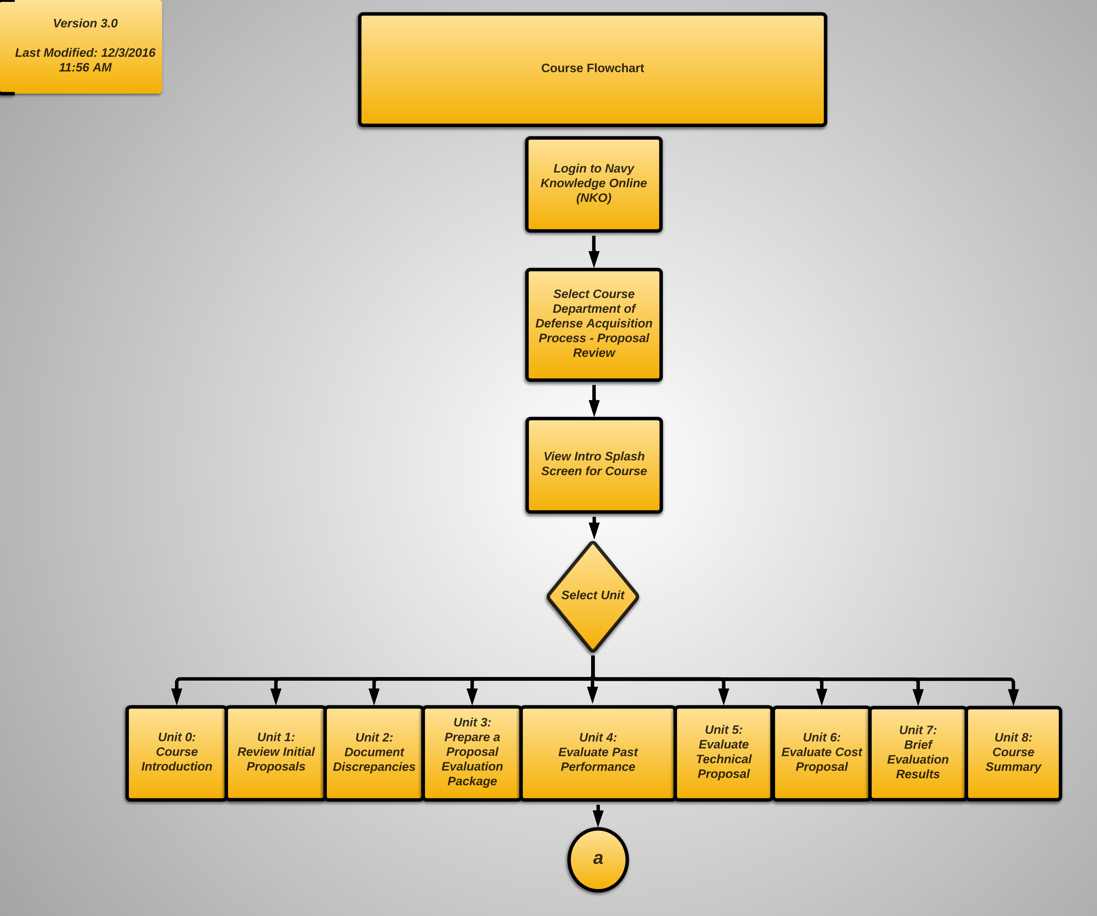 Version 3.0
Last Modified: 12/3/2016
11:56 AM
Course Flowchart
Login to Navy
Knowledge Online
(NKO)
Select Course
Department of
Defense Acquisition
Process - Proposal
Review
View Intro Splash
Screen for Course
Select Unit
Unit 0:
Course
Introduction
Unit 1:
Review Initial
Proposals
Unit 2:
Document
Discrepancies
Unit 3:
Prepare a
Proposal
Evaluation
Package
Unit 4:
Evaluate Past
Performance
Unit 5:
Evaluate
Technical
Proposal
Unit 6:
Evaluate Cost
Proposal
Unit 7:
Brief
Evaluation
Results
Unit 8:
Course
Summary
a